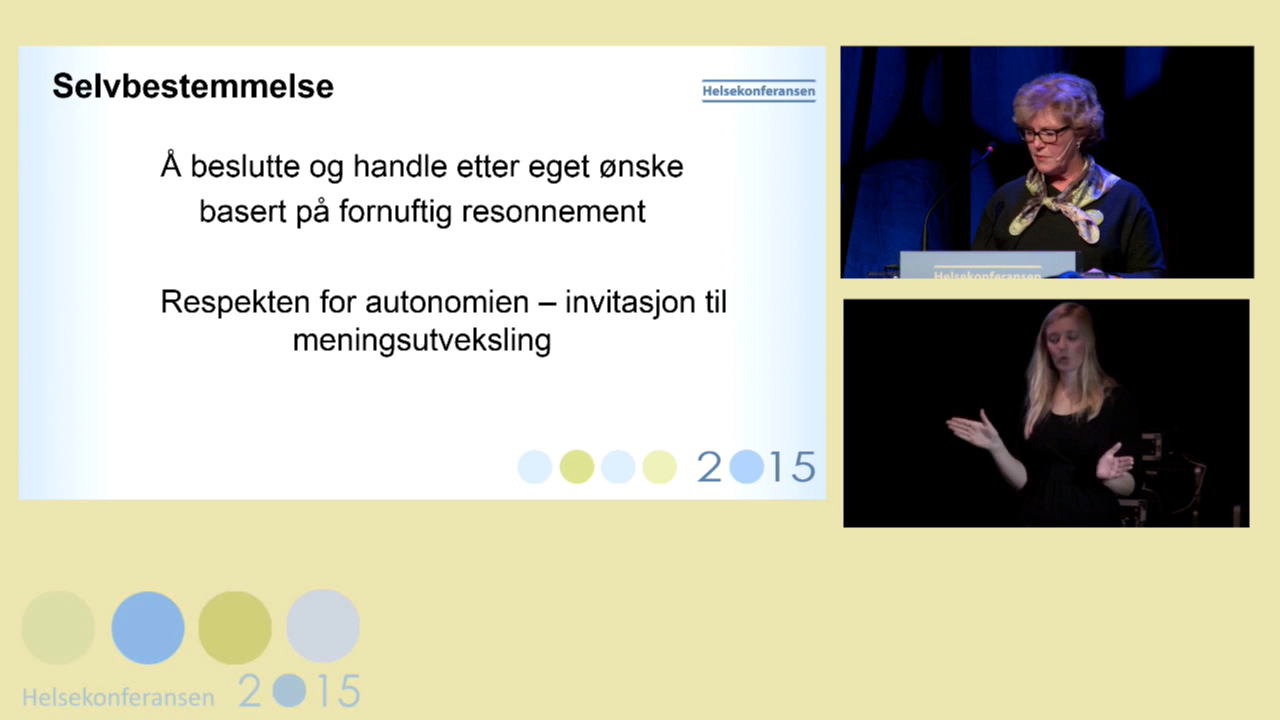 Selvbestemmelse
Helsekonferansen
Å beslutte og handle etter eget ønske
basert på fornuftig resonnement
Respekten for autonomien – invitasjon til
meningsutveksling
2015
Helsekonferansen
Helsekonferansen 2015